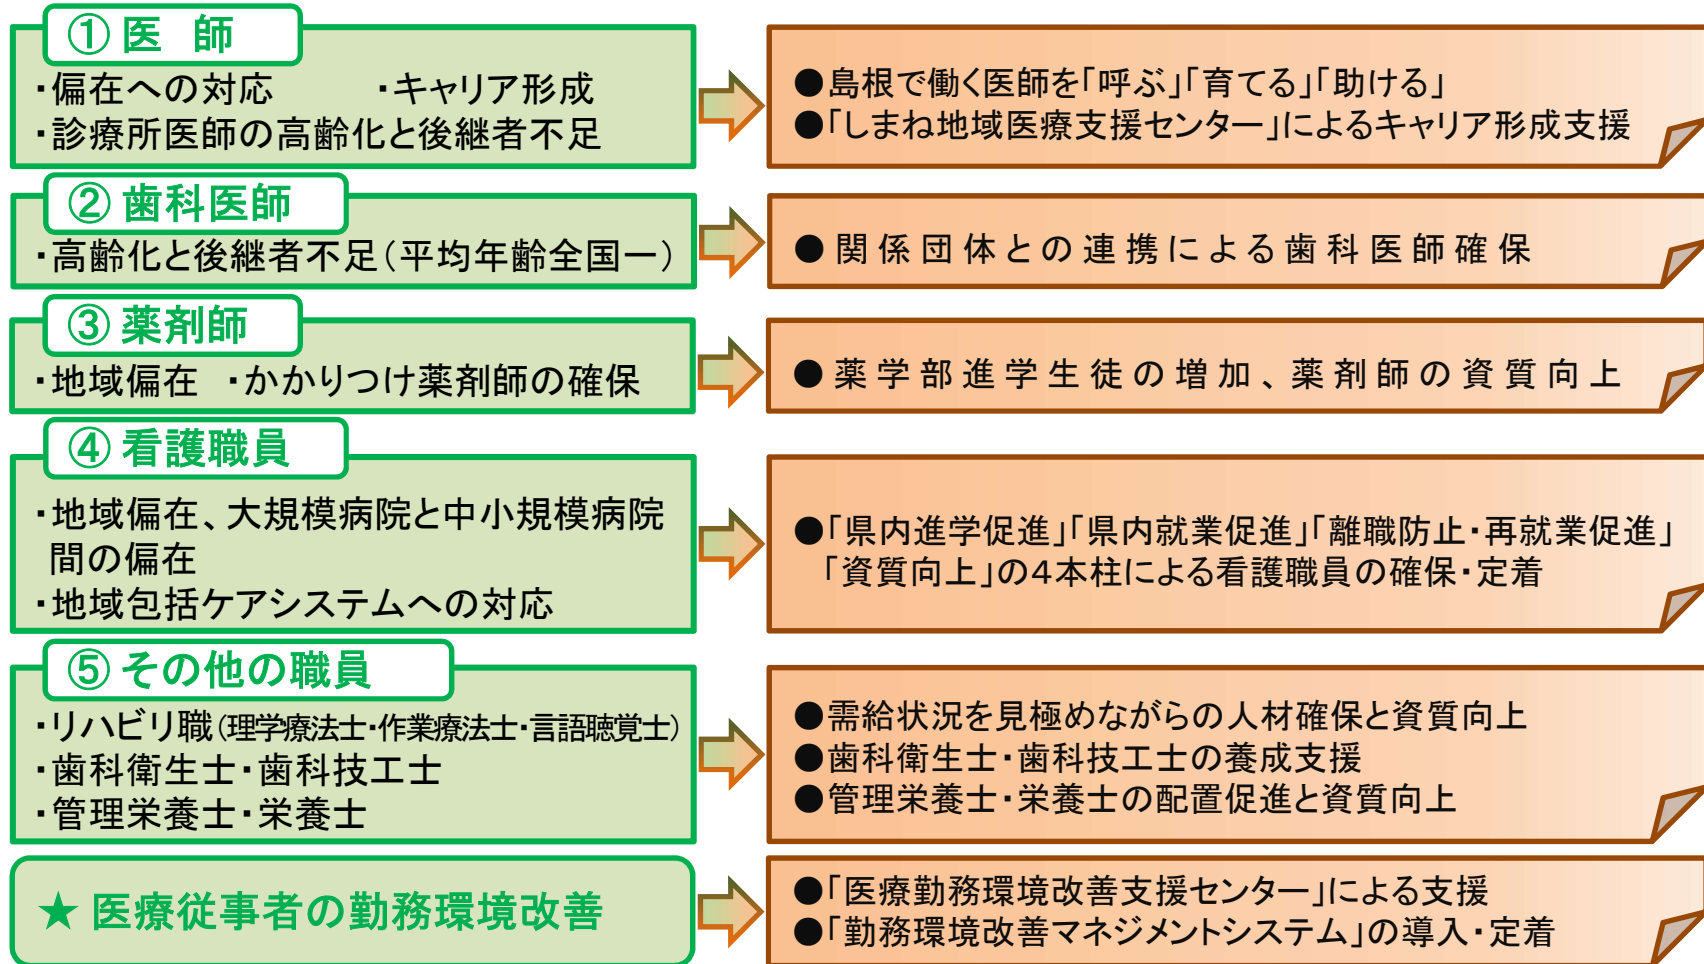 ① 医　師
・偏在への対応　　　・キャリア形成
・診療所医師の高齢化と後継者不足
●島根で働く医師を「呼ぶ」「育てる」「助ける」
●「しまね地域医療支援センター」によるキャリア形成支援
② 歯科医師
・高齢化と後継者不足（平均年齢全国一）
●関係団体との連携による歯科医師確保
③ 薬剤師
・地域偏在　・かかりつけ薬剤師の確保
●薬学部進学生徒の増加、薬剤師の資質向上
④ 看護職員
・地域偏在、大規模病院と中小規模病院
間の偏在
・地域包括ケアシステムへの対応
●「県内進学促進」「県内就業促進」「離職防止・再就業促進」
「資質向上」の４本柱による看護職員の確保・定着
⑤ その他の職員
・リハビリ職（理学療法士・作業療法士・言語聴覚士）
・歯科衛生士・歯科技工士
・管理栄養士・栄養士
●需給状況を見極めながらの人材確保と資質向上
●歯科衛生士・歯科技工士の養成支援
●管理栄養士・栄養士の配置促進と資質向上
★ 医療従事者の勤務環境改善
●「医療勤務環境改善支援センター」による支援
●「勤務環境改善マネジメントシステム」の導入・定着